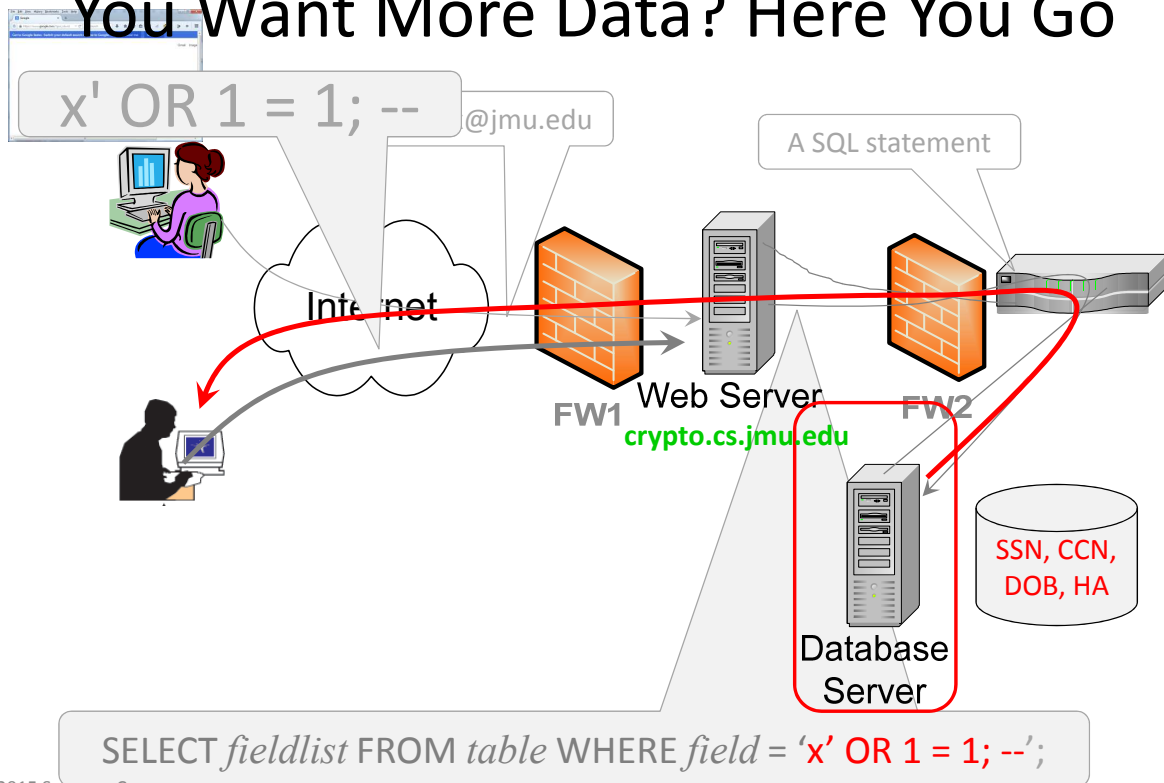 You Want More Data? Here You Go
x' OR 1 = 1; --
@jmu.edu
A SQL statement
Internet
FW1
Web Server
crypto.cs.jmu.edu
FW2
SSN, CCN,
DOB, HA
Database
Server
SELECT fieldlist FROM table WHERE field = ‘x’ OR 1 = 1; --’;